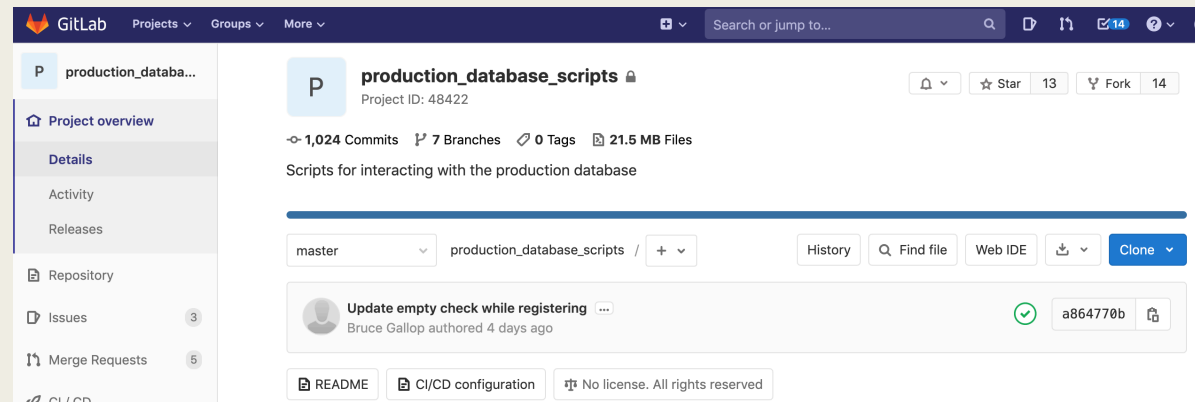 GitLab Projects Groups More Search or jump to... 14
P production_databa...
Project overview
Details
Activity
Releases
Repository
Issues 3
Merge Requests 5
CI / CD
P
production_database_scripts
Project ID: 48422
Star 13 Fork 14
1,024 Commits 7 Branches 0 Tags 21.5 MB Files
Scripts for interacting with the production database
master production_database_scripts / + History Find file Web IDE Clone
Update empty check while registering ...
Bruce Gallop authored 4 days ago
a864770b
README CI/CD configuration No license. All rights reserved